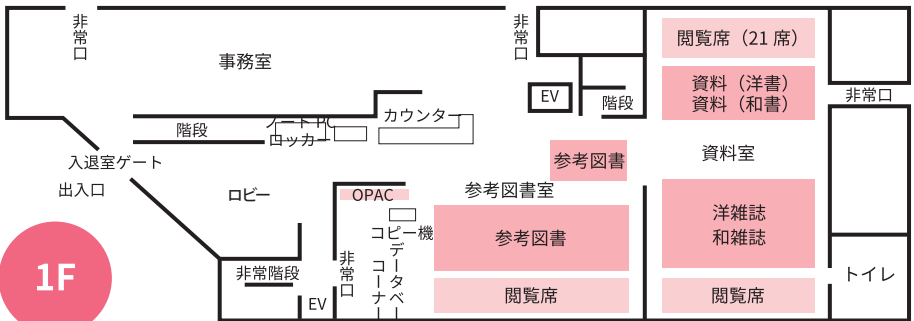 非常口
非常口
事務室
閲覧席（21 席）
資料（洋書）
資料（和書）
非常口
EV
階段
カウンター
ノート PC
ロッカー
階段
入退室ゲート
出入口
参考図書
資料室
ロビー
OPAC
参考図書室
コピー機
参考図書
洋雑誌
和雑誌
非常階段
非常口
データベー
コーナー
トイレ
EV
閲覧席
閲覧席
1F